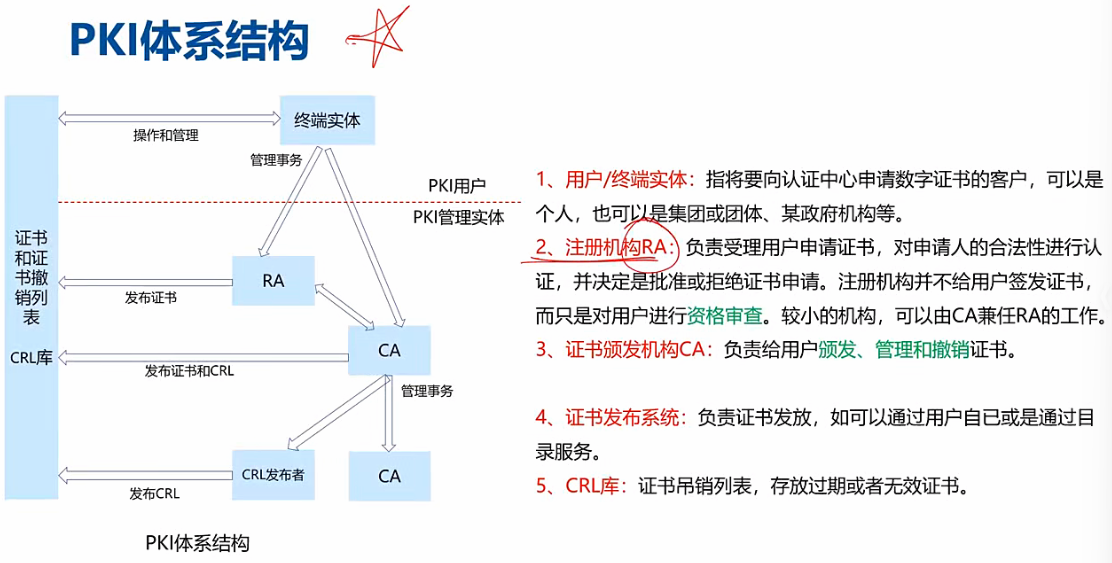 PKI体系结构
终端实体
操作和管理
管理事务
PKI用户
PKI管理实体
证书
和证
书撤
销列
表
CRL库
RA
发布证书
CA
发布证书和CRL
管理事务
CRL发布者
CA
发布CRL
PKI体系结构
1、用户/终端实体：指将要向认证中心申请数字证书的客户，可以是
个人，也可以是集团或团体、某政府机构等。
2、注册机构RA：负责受理用户申请证书，对申请人的合法性进行认
证，并决定是批准或拒绝证书申请。注册机构并不给用户签发证书，
而只是对用户进行资格审查。较小的机构，可以由CA兼任RA的工作。
3、证书颁发机构CA：负责给用户颁发、管理和撤销证书。
4、证书发布系统：负责证书发放，如可以通过用户自已或是通过目
录服务。
5、CRL库：证书吊销列表，存放过期或者无效证书。